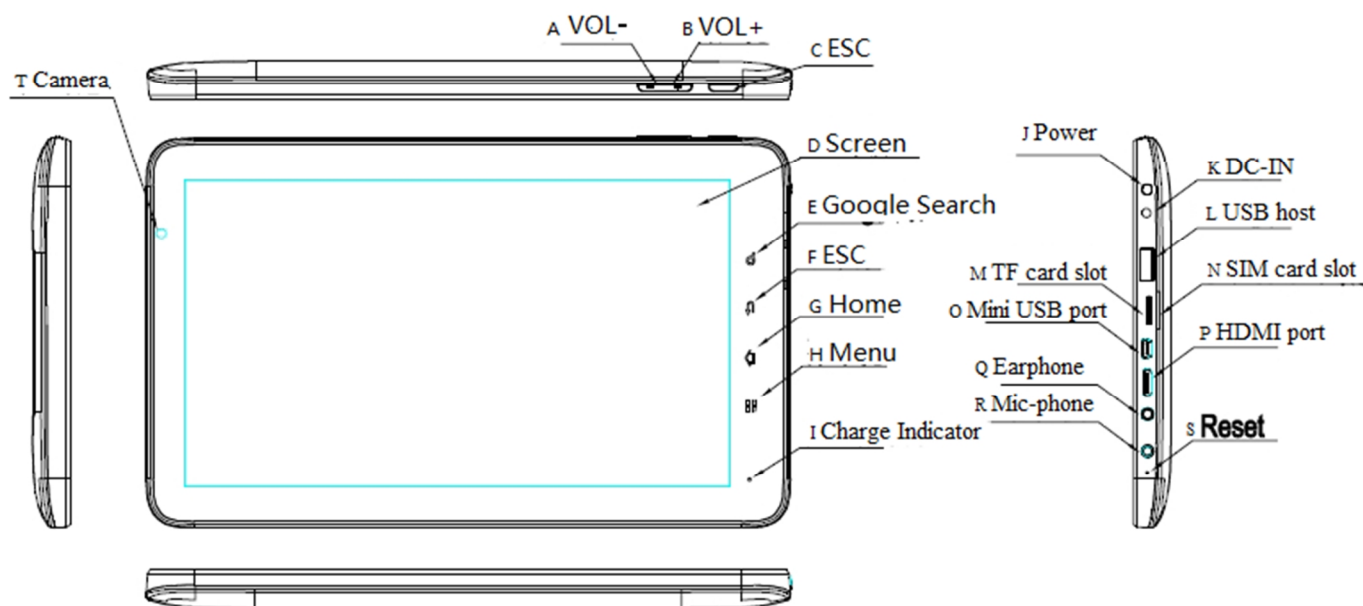 A VOL-
B VOL+
C ESC
T Camera
D Screen
J Power
K DC-IN
E Google Search
L USB host
F ESC
M TF card slot
N SIM card slot
G Home
O Mini USB port
P HDMI port
H Menu
Q Earphone
R Mic-phone
I Charge Indicator
S Reset